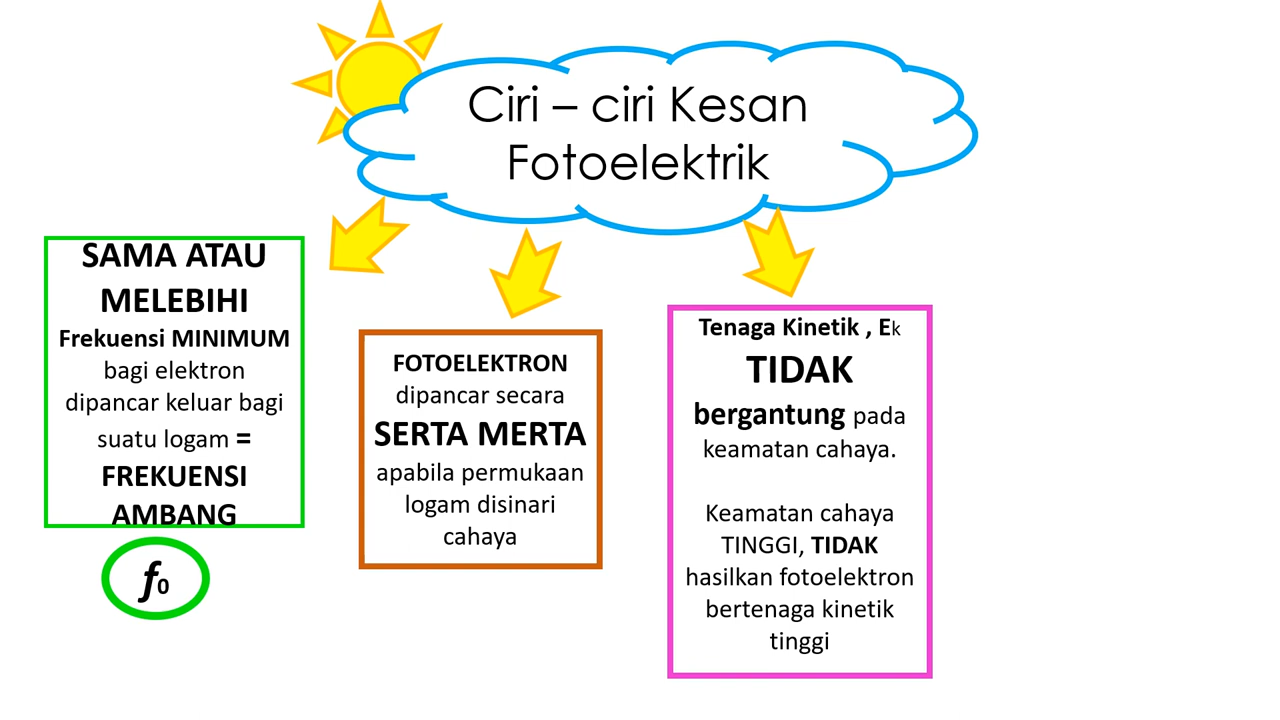 Ciri – ciri Kesan
Fotoelektrik
SAMA ATAU
MELEBIHI
Frekuensi MINIMUM
bagi elektron
dipancar keluar bagi
suatu logam =
FREKUENSI
AMBANG
f0
FOTOELEKTRON
dipancar secara
SERTA MERTA
apabila permukaan
logam disinari
cahaya
Tenaga Kinetik , Ek
TIDAK
bergantung pada
keamatan cahaya.
Keamatan cahaya
TINGGI, TIDAK
hasilkan fotoelektron
bertenaga kinetik
tinggi